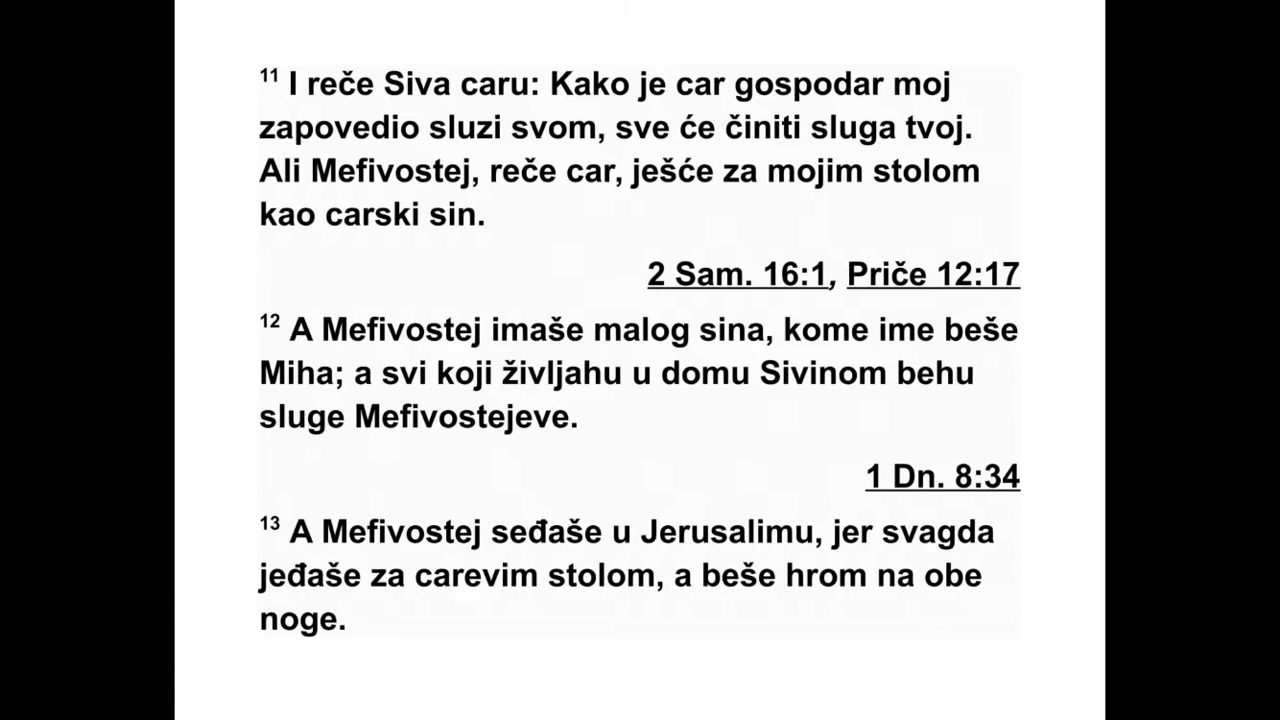 11 I reče Siva caru: Kako je car gospodar moj
zapovedio sluzi svom, sve će činiti sluga tvoj.
Ali Mefivostej, reče car, ješće za mojim stolom
kao carski sin.
2 Sam. 16:1, Priče 12:17
12 A Mefivostej imaše malog sina, kome ime beše
Miha; a svi koji življahu u domu Sivinom behu
sluge Mefivostejeve.
1 Dn. 8:34
13 A Mefivostej seđaše u Jerusalimu, jer svagda
jeđaše za carevim stolom, a beše hrom na obe
noge.